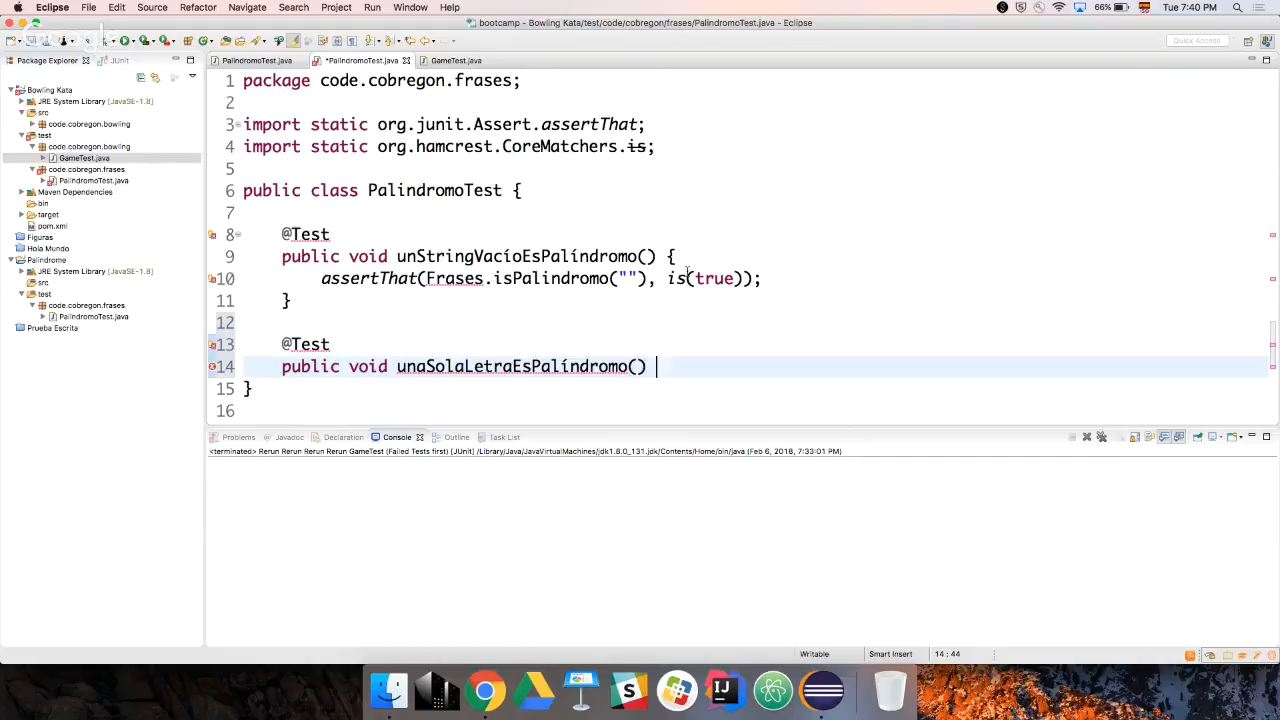 Eclipse File Edit Source Refactor Navigate Search Project Run Window Help 66% Tue 7:40 PM
bootcamp - Bowling Kata/test/code/cobregon/frases/PalindromoTest.java - Eclipse
Quick Access
Package Explorer JUnit
PalindromoTest.java *PalindromoTest.java GameTest.java
Bowling Kata
JRE System Library [JavaSE-1.8]
src
code.cobregon.bowling
test
code.cobregon.bowling
GameTest.java
code.cobregon.frases
PalindromoTest.java
Maven Dependencies
bin
target
pom.xml
Figuras
Hola Mundo
Palindrome
JRE System Library [JavaSE-1.8]
src
test
code.cobregon.frases
PalindromoTest.java
Prueba Escrita
1 package code.cobregon.frases;
2
3 import static org.junit.Assert.assertThat;
4 import static org.hamcrest.CoreMatchers.is;
5
6 public class PalindromoTest {
7
8 @Test
9 public void unStringVacíoEsPalíndromo() {
10 assertThat(Frases.isPalindromo(""), is(true));
11 }
12
13 @Test
14 public void unaSolaLetraEsPalíndromo()
15 }
16
Problems Javadoc Declaration Console Outline Task List
<terminated> Rerun Rerun Rerun Rerun GameTest (Failed Tests first) [JUnit] /Library/Java/JavaVirtualMachines/jdk1.8.0_131.jdk/Contents/Home/bin/java (Feb 6, 2018, 7:33:01 PM)
Writable Smart Insert 14 : 44